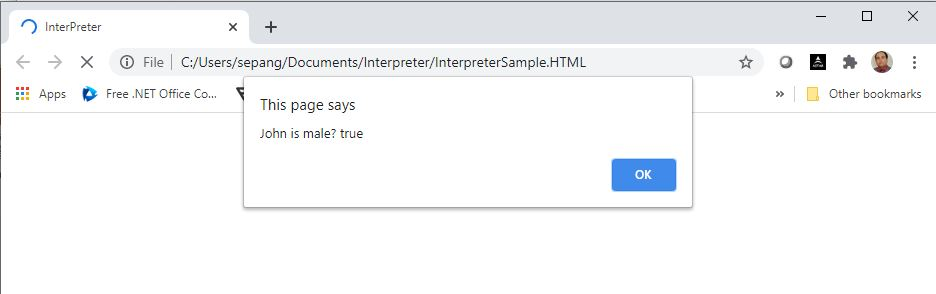 InterPreter
File C:/Users/sepang/Documents/Interpreter/InterpreterSample.HTML
Apps Free .NET Office Co... » Other bookmarks
This page says
John is male? true
OK